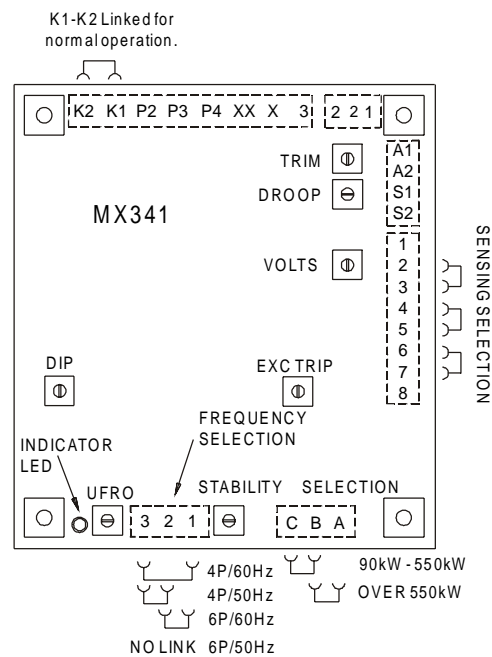 K1-K2 Linked for
normal operation.
K2 K1 P2 P3 P4 XX X 3 2 2 1
TRIM
DROOP
MX341
VOLTS
A1
A2
S1
S2
1
2
3
4
5
6
7
8
SENSING SELECTION
DIP
EXC TRIP
FREQUENCY
SELECTION
INDICATOR
LED
UFRO
STABILITY SELECTION
3 2 1
C B A
4P/60Hz
4P/50Hz
6P/60Hz
NO LINK 6P/50Hz
90kW - 550kW
OVER 550kW